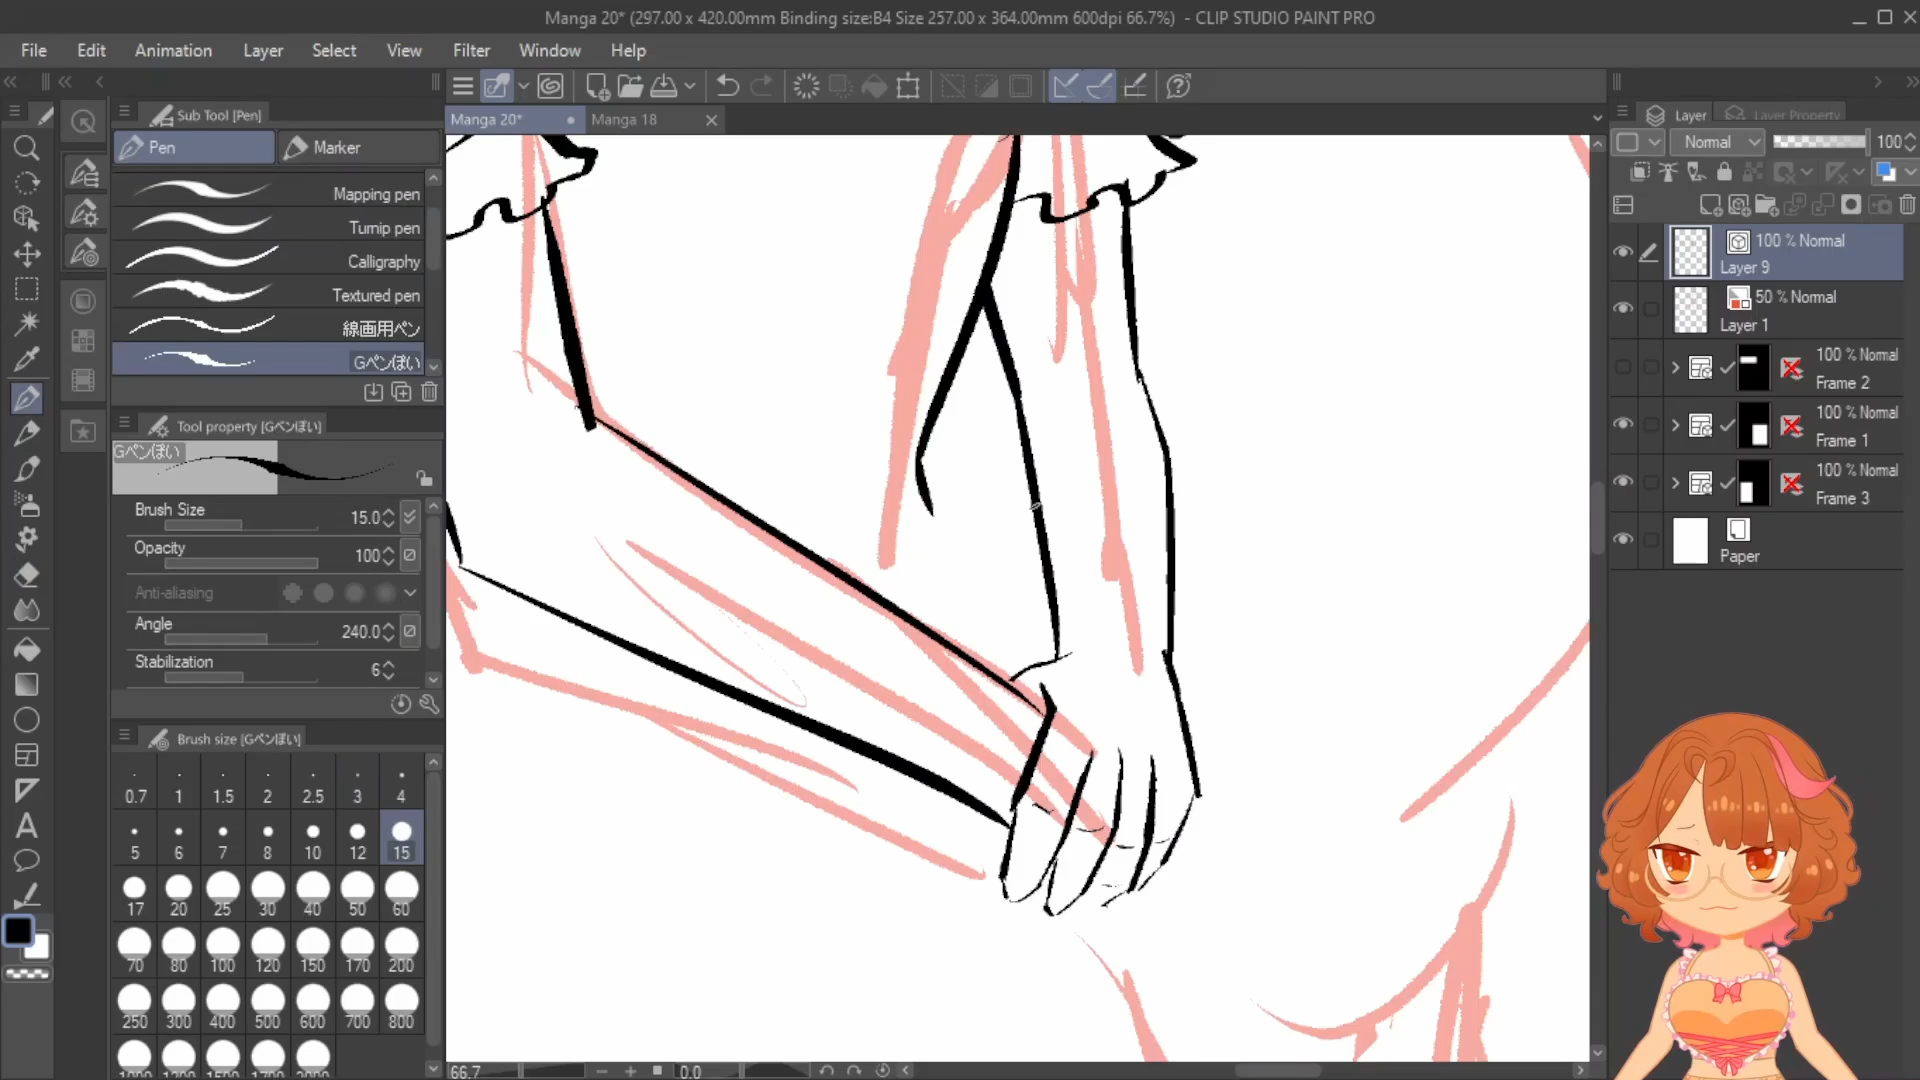 Manga 20* (297.00 x 420.00mm Binding size:B4 Size 257.00 x 364.00mm 600dpi 66.7%) - CLIP STUDIO PAINT PRO
File Edit Animation Layer Select View Filter Window Help
Sub Tool [Pen]
Pen Marker
Mapping pen
Turnip pen
Calligraphy
Textured pen
線画用ペン
Gペンぽい
Tool property [Gペンぽい]
Gペンぽい
Brush Size 15.0
Opacity 100
Anti-aliasing
Angle 240.0
Stabilization 6
Brush size [Gペンぽい]
0.7 1 1.5 2 2.5 3 4
5 6 7 8 10 12 15
17 20 25 30 40 50 60
70 80 100 120 150 170 200
250 300 400 500 600 700 800
Manga 20* Manga 18
66.7 0.0
Layer Layer Property
Normal 100
100 % Normal
Layer 9
50 % Normal
Layer 1
100 % Normal
Frame 2
100 % Normal
Frame 1
100 % Normal
Frame 3
Paper